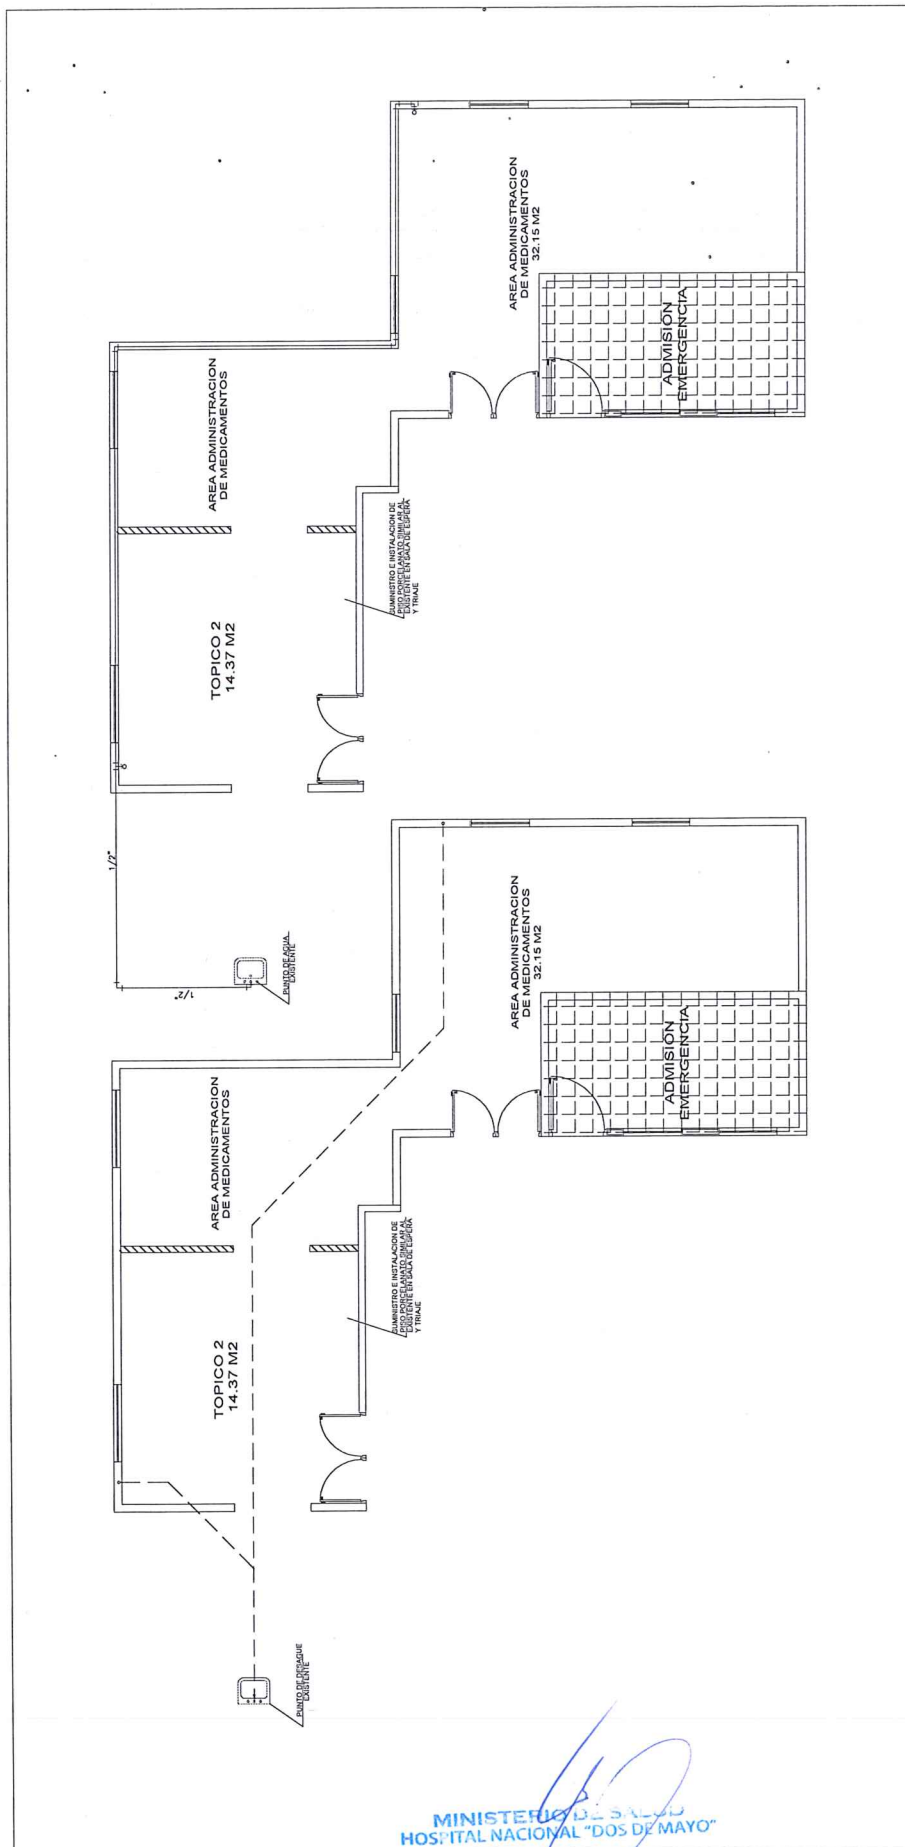 AREA ADMINISTRACION
DE MEDICAMENTOS
32.15 M2
ADMISIÓN
EMERGENCIA
AREA ADMINISTRACION
DE MEDICAMENTOS
SUMINISTRO E INSTALACION DE
PISO PORCELANATO SIMILAR AL
EXISTENTE EN SALA DE ESPERA
Y TRIAJE
TOPICO 2
14.37 M2
1/2"
1/2"
PUNTO DE AGUA
EXISTENTE
AREA ADMINISTRACION
DE MEDICAMENTOS
32.15 M2
ADMISIÓN
EMERGENCIA
AREA ADMINISTRACION
DE MEDICAMENTOS
SUMINISTRO E INSTALACION DE
PISO PORCELANATO SIMILAR AL
EXISTENTE EN SALA DE ESPERA
Y TRIAJE
TOPICO 2
14.37 M2
PUNTO DE DESAGUE
EXISTENTE
MINISTERIO DE SALUD
HOSPITAL NACIONAL "DOS DE MAYO"